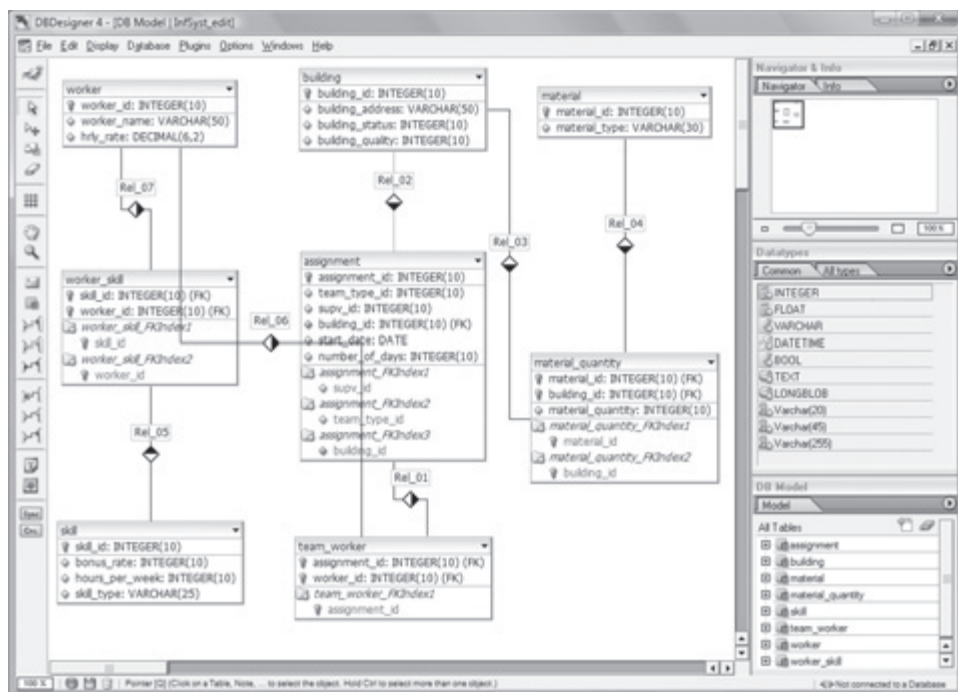 DBDesigner 4 - [DB Model | InfSyst_edit]
File Edit Display Database Plugins Options Windows Help
worker
worker_id: INTEGER(10)
worker_name: VARCHAR(50)
hrly_rate: DECIMAL(6,2)
building
building_id: INTEGER(10)
building_address: VARCHAR(50)
building_status: INTEGER(10)
building_quality: INTEGER(10)
material
material_id: INTEGER(10)
material_type: VARCHAR(30)
Rel_07
Rel_02
Rel_04
Rel_03
worker_skill
skill_id: INTEGER(10) (FK)
worker_id: INTEGER(10) (FK)
worker_skill_FKIndex1
skill_id
worker_skill_FKIndex2
worker_id
Rel_06
assignment
assignment_id: INTEGER(10)
team_type_id: INTEGER(10)
supv_id: INTEGER(10)
building_id: INTEGER(10) (FK)
start_date: DATE
number_of_days: INTEGER(10)
assignment_FKIndex1
supv_id
assignment_FKIndex2
team_type_id
assignment_FKIndex3
building_id
material_quantity
material_id: INTEGER(10) (FK)
building_id: INTEGER(10) (FK)
material_quantity: INTEGER(10)
material_quantity_FKIndex1
material_id
material_quantity_FKIndex2
building_id
Rel_05
Rel_01
skill
skill_id: INTEGER(10)
bonus_rate: INTEGER(10)
hours_per_week: INTEGER(10)
skill_type: VARCHAR(25)
team_worker
assignment_id: INTEGER(10) (FK)
worker_id: INTEGER(10) (FK)
team_worker_FKIndex1
assignment_id
Navigator & Info
Navigator Info
100 %
Datatypes
Common All types
INTEGER
FLOAT
VARCHAR
DATETIME
BOOL
TEXT
LONGBLOB
Varchar(20)
Varchar(45)
Varchar(255)
DB Model
Model
All Tables
assignment
building
material
material_quantity
skill
team_worker
worker
worker_skill
Sync
100 %
Pointer [Q] (Click on a Table, Note, ... to select the object. Hold Ctrl to select more than one object.)
Not connected to a Database